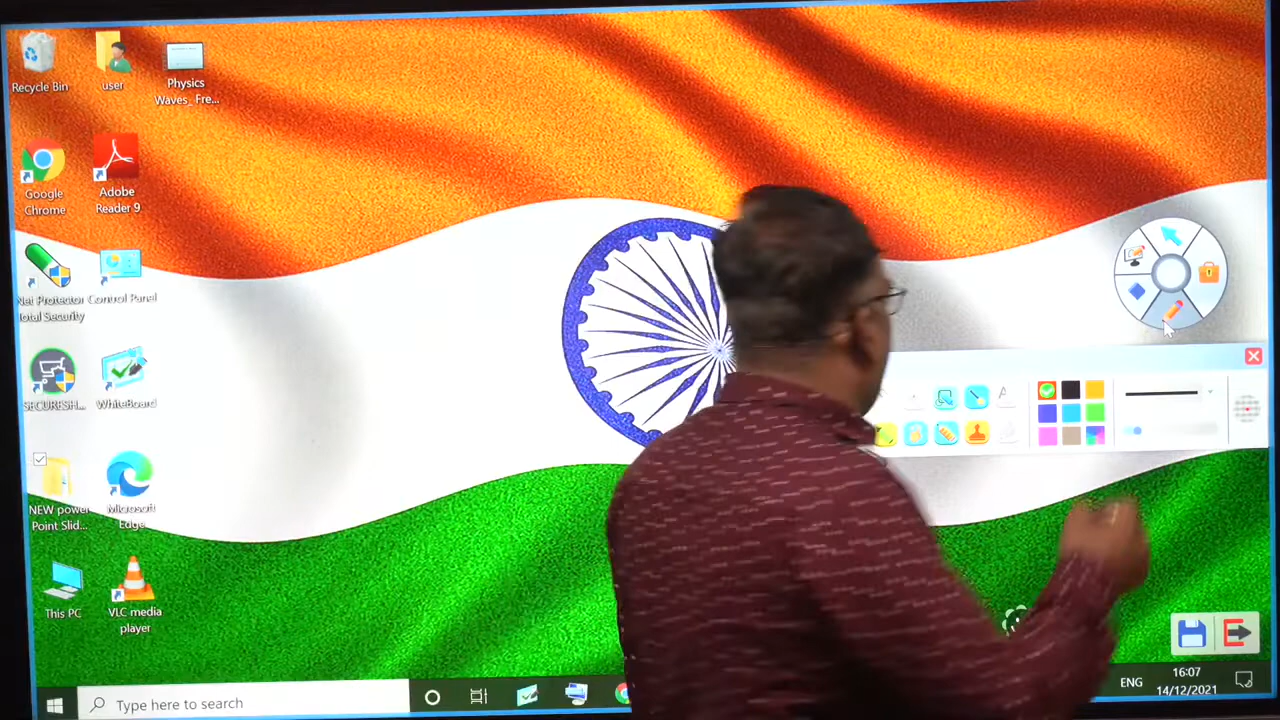 Recycle Bin
user
Physics
Waves_ Fre...
Google
Chrome
Adobe
Reader 9
Net Protector
Total Security
Control Panel
SECURESH...
WhiteBoard
NEW power
Point Slid...
Microsoft
Edge
This PC
VLC media
player
Type here to search
ENG
16:07
14/12/2021